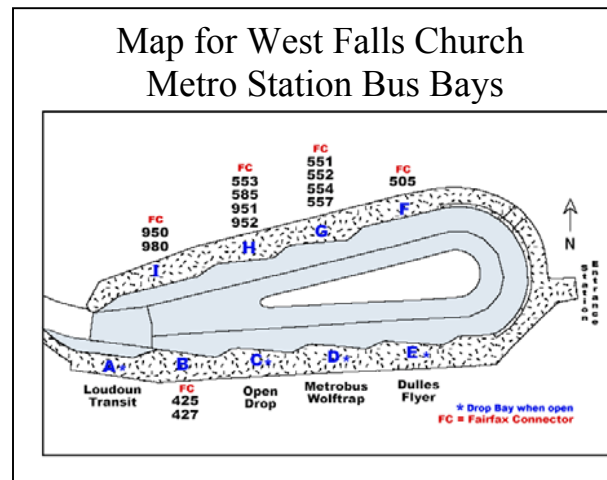 Map for West Falls Church
Metro Station Bus Bays
FC
551
552
554
557
FC
553
585
951
952
FC
505
FC
950
980
I
H
G
F
N
Station
Entrance
A*
B
C*
D*
E*
Loudoun
Transit
FC
425
427
Open
Drop
Metrobus
Wolftrap
Dulles
Flyer
* Drop Bay when open
FC = Fairfax Connector